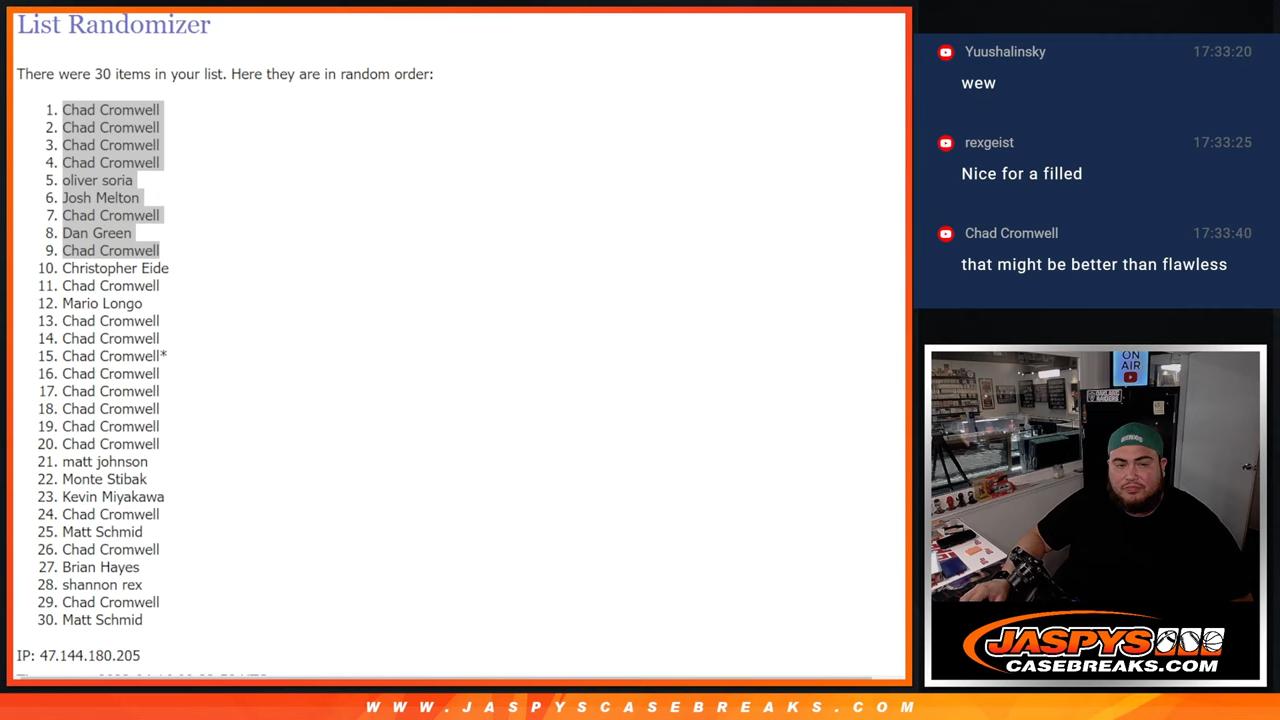 List Randomizer
There were 30 items in your list. Here they are in random order:
1. Chad Cromwell
2. Chad Cromwell
3. Chad Cromwell
4. Chad Cromwell
5. oliver soria
6. Josh Melton
7. Chad Cromwell
8. Dan Green
9. Chad Cromwell
10. Christopher Eide
11. Chad Cromwell
12. Mario Longo
13. Chad Cromwell
14. Chad Cromwell
15. Chad Cromwell*
16. Chad Cromwell
17. Chad Cromwell
18. Chad Cromwell
19. Chad Cromwell
20. Chad Cromwell
21. matt johnson
22. Monte Stibak
23. Kevin Miyakawa
24. Chad Cromwell
25. Matt Schmid
26. Chad Cromwell
27. Brian Hayes
28. shannon rex
29. Chad Cromwell
30. Matt Schmid
IP: 47.144.180.205
Yuushalinsky 17:33:20
wew
rexgeist 17:33:25
Nice for a filled
Chad Cromwell 17:33:40
that might be better than flawless
ON
AIR
JASPYS
CASEBREAKS.COM
WWW.JASPYSCASEBREAKS.COM